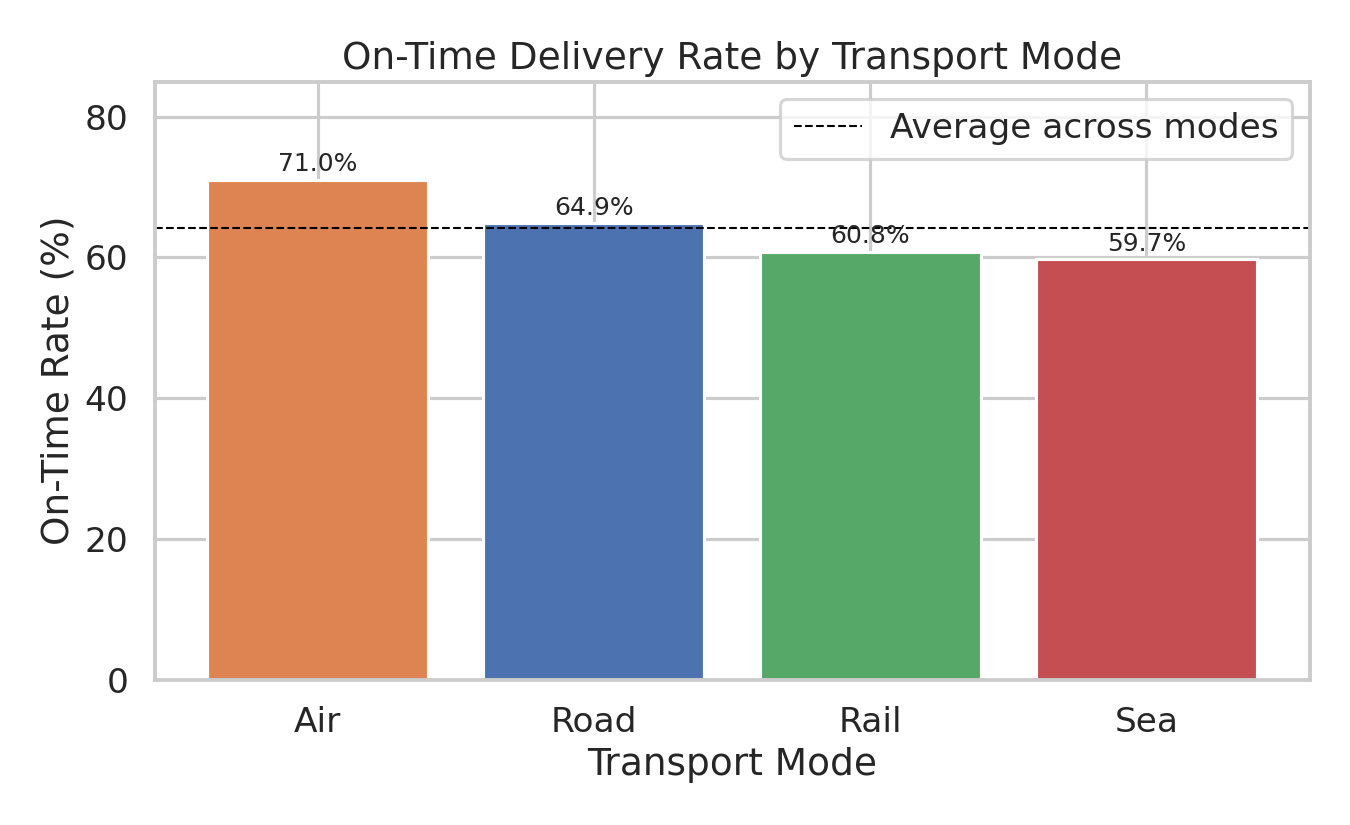 On-Time Delivery Rate by Transport Mode
Average across modes
On-Time Rate (%)
80
60
40
20
0
71.0%
64.9%
60.8%
59.7%
Air
Road
Rail
Sea
Transport Mode